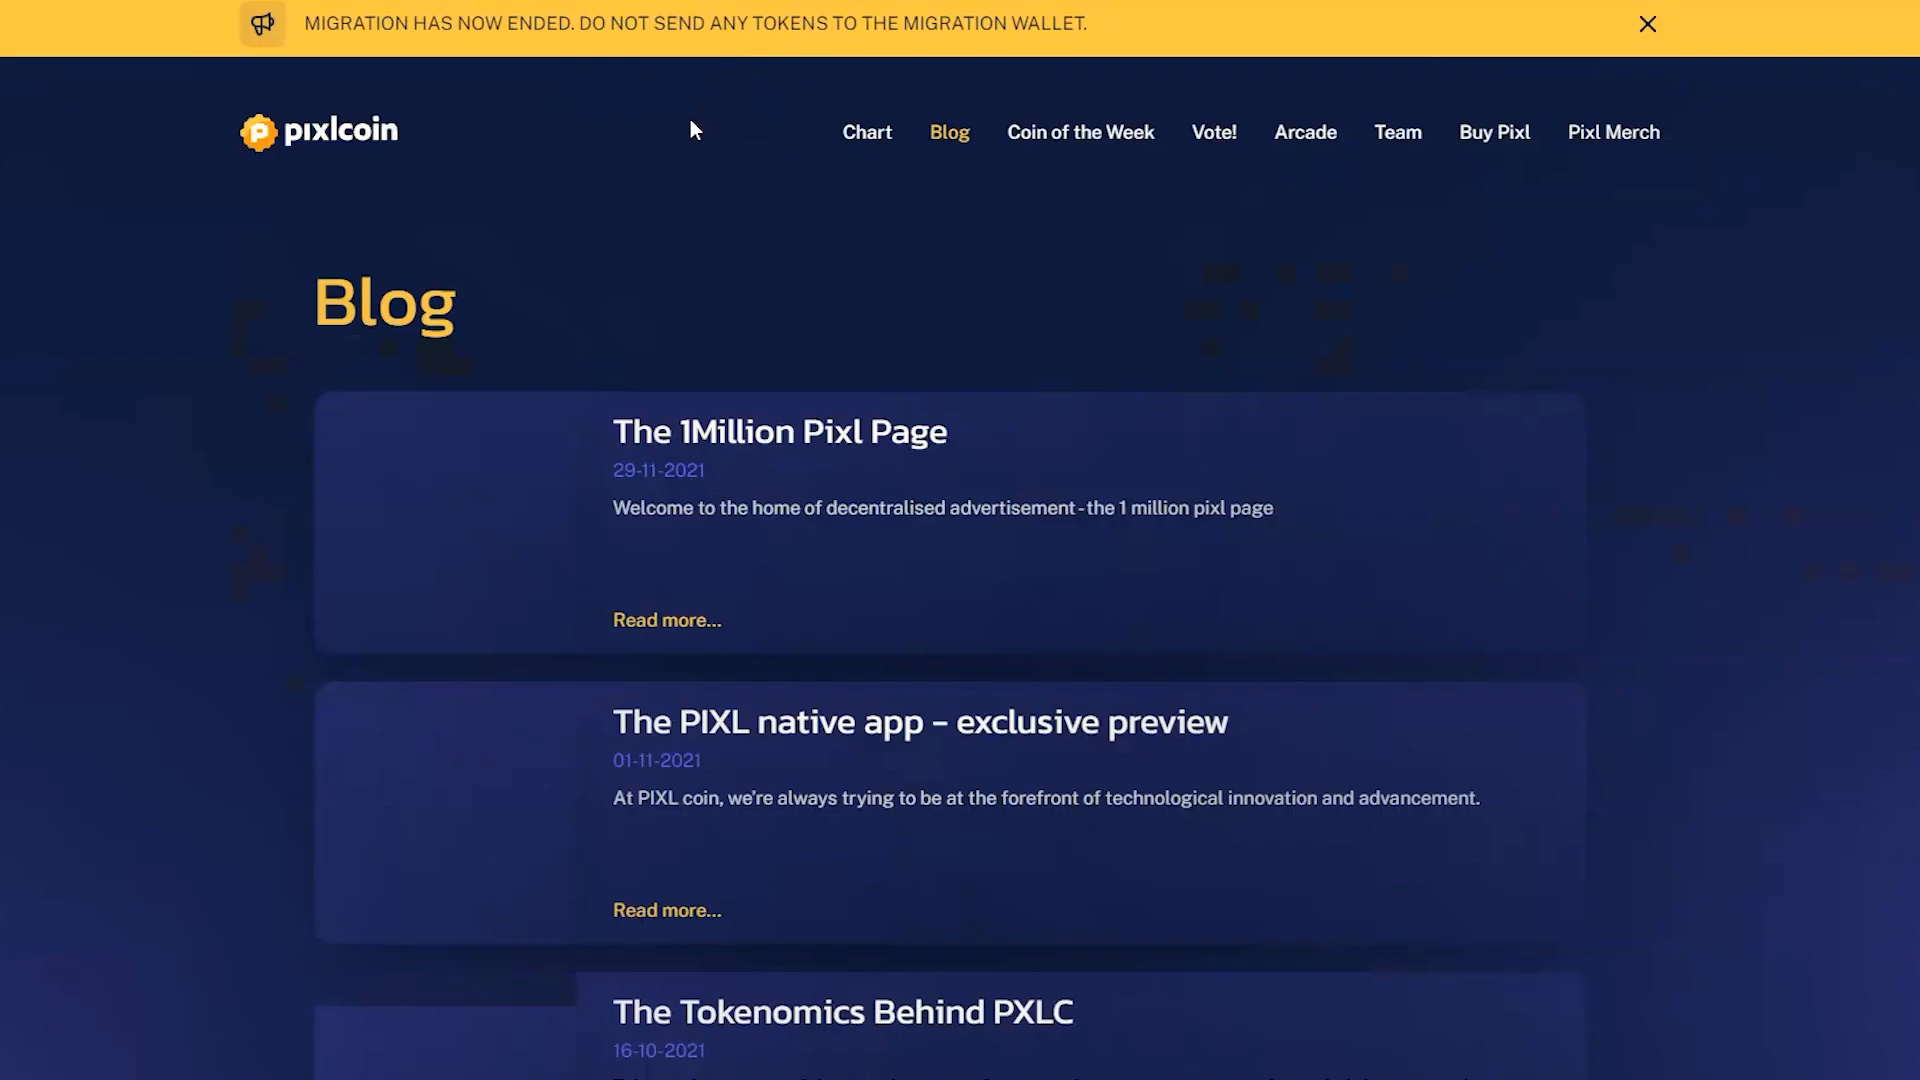 MIGRATION HAS NOW ENDED. DO NOT SEND ANY TOKENS TO THE MIGRATION WALLET.
pixlcoin
Chart Blog Coin of the Week Vote! Arcade Team Buy Pixl Pixl Merch
Blog
The 1Million Pixl Page
29-11-2021
Welcome to the home of decentralised advertisement - the 1 million pixl page
Read more...
The PIXL native app - exclusive preview
01-11-2021
At PIXL coin, we're always trying to be at the forefront of technological innovation and advancement.
Read more...
The Tokenomics Behind PXLC
16-10-2021